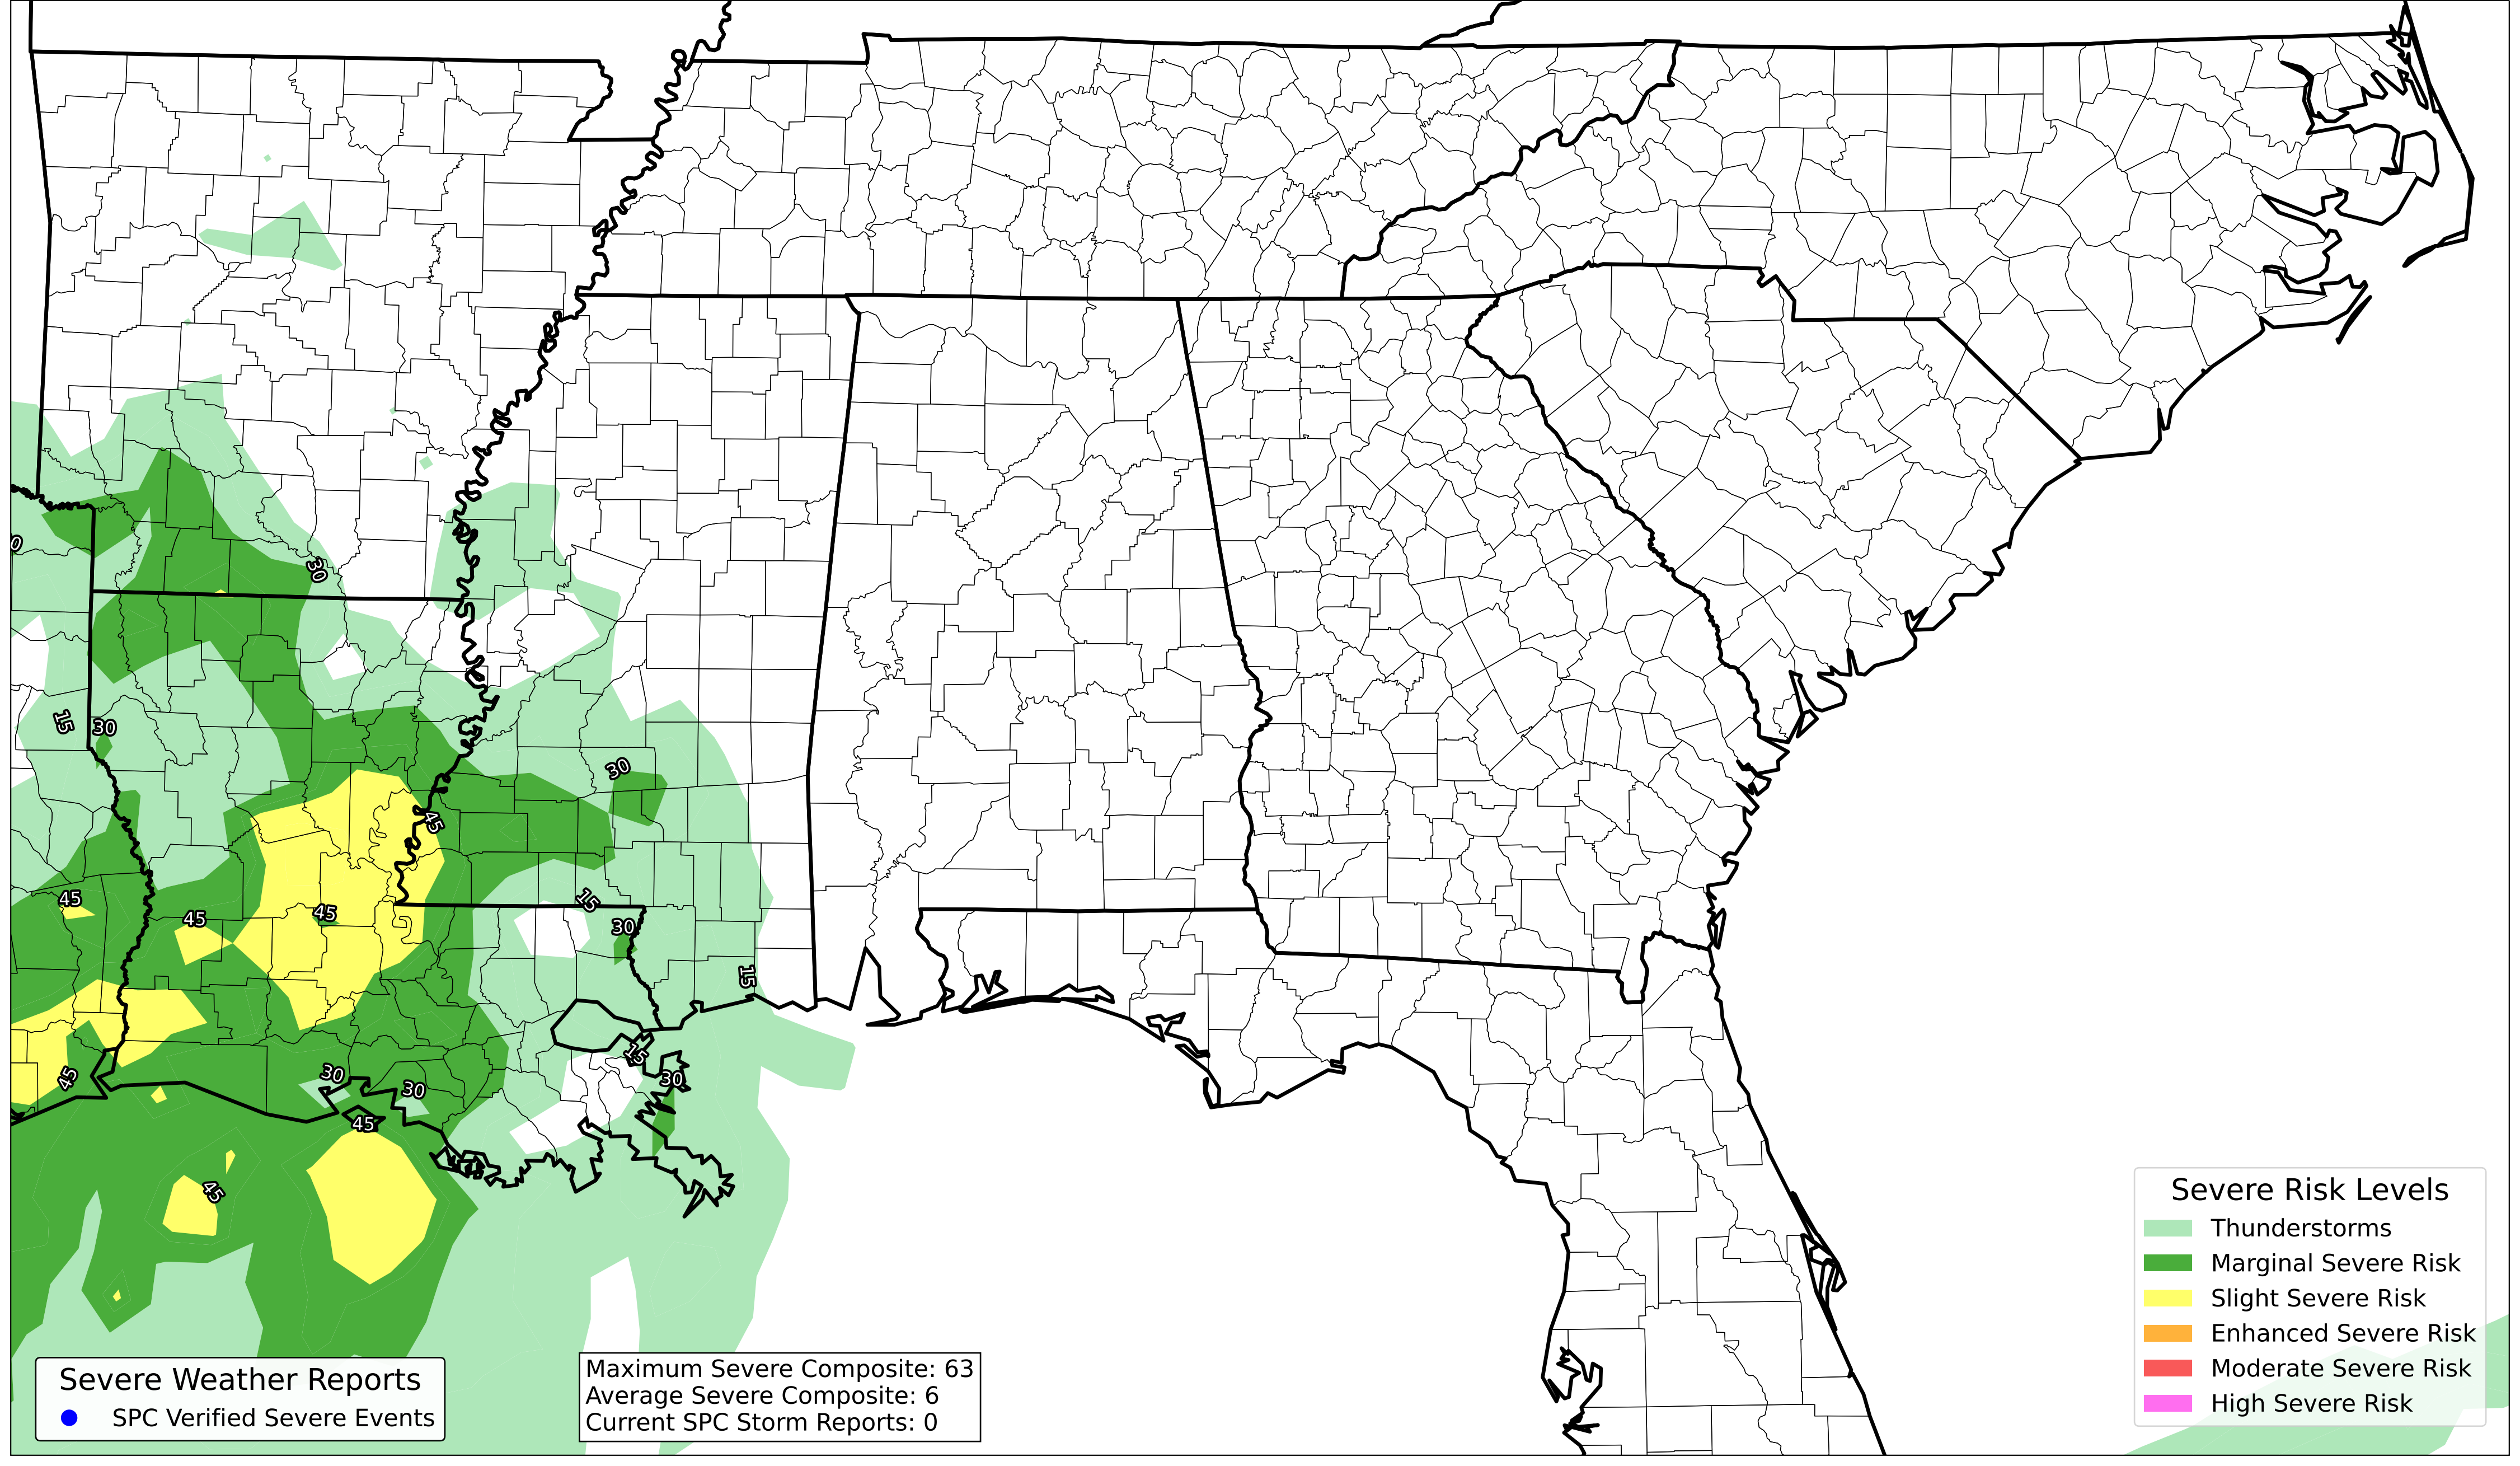 0
30
15
30
30
45
45
45
45
15
30
15
15
30
45
30
30
45
45
Severe Risk Levels
Thunderstorms
Marginal Severe Risk
Slight Severe Risk
Enhanced Severe Risk
Moderate Severe Risk
High Severe Risk
Severe Weather Reports
SPC Verified Severe Events
Maximum Severe Composite: 63
Average Severe Composite: 6
Current SPC Storm Reports: 0